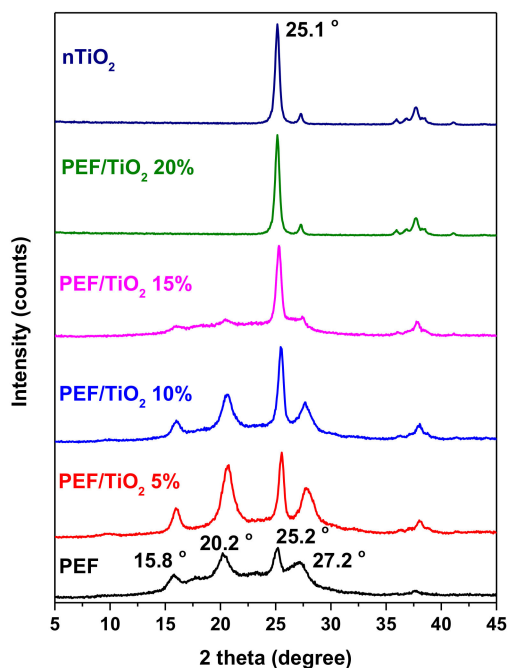 25.1 °
nTiO₂
PEF/TiO₂ 20%
PEF/TiO₂ 15%
PEF/TiO₂ 10%
PEF/TiO₂ 5%
25.2 °
20.2 °
15.8 °
27.2 °
PEF
5 10 15 20 25 30 35 40 45
2 theta (degree)
Intensity (counts)